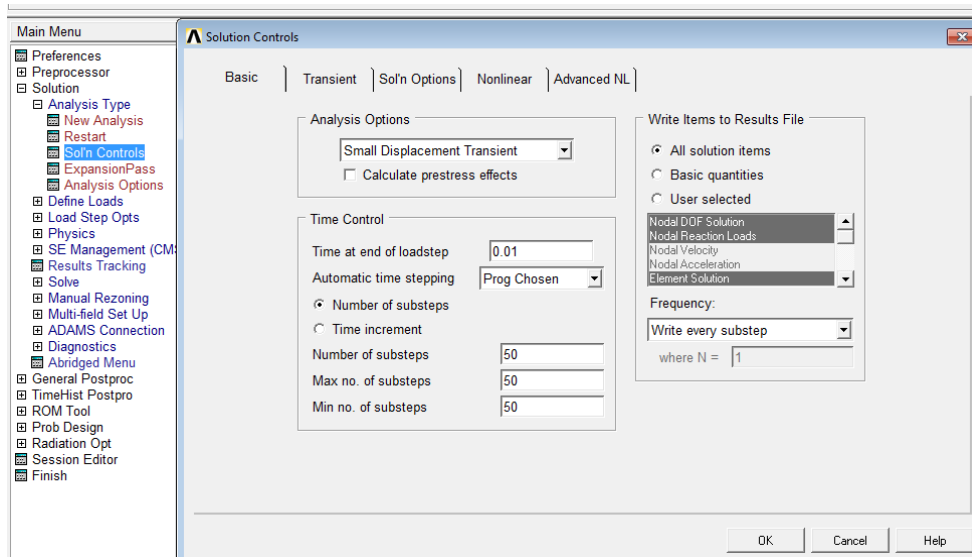 Main Menu
Preferences
Preprocessor
Solution
Analysis Type
New Analysis
Restart
Sol'n Controls
ExpansionPass
Analysis Options
Define Loads
Load Step Opts
Physics
SE Management (CMS
Results Tracking
Solve
Manual Rezoning
Multi-field Set Up
ADAMS Connection
Diagnostics
Abridged Menu
General Postproc
TimeHist Postpro
ROM Tool
Prob Design
Radiation Opt
Session Editor
Finish
Solution Controls
Basic
Transient
Sol'n Options
Nonlinear
Advanced NL
Analysis Options
Small Displacement Transient
Calculate prestress effects
Time Control
Time at end of loadstep 0.01
Automatic time stepping Prog Chosen
Number of substeps
Time increment
Number of substeps 50
Max no. of substeps 50
Min no. of substeps 50
Write Items to Results File
All solution items
Basic quantities
User selected
Nodal DOF Solution
Nodal Reaction Loads
Nodal Velocity
Nodal Acceleration
Element Solution
Frequency:
Write every substep
where N = 1
OK
Cancel
Help